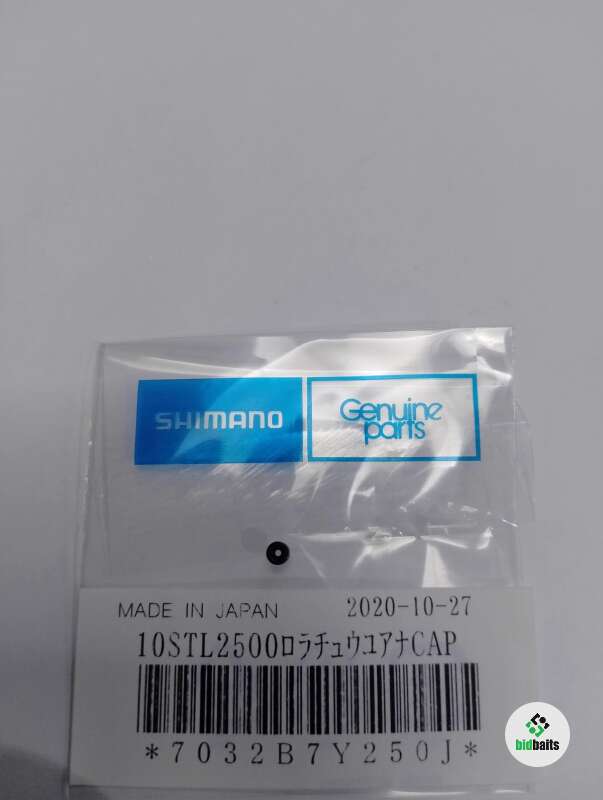 SHIMANO
Genuine
parts
MADE IN JAPAN 2020-10-27
10STL2500ﾛﾗﾁｭｳﾕｱﾅCAP
*7032B7Y250J*
bidbaits